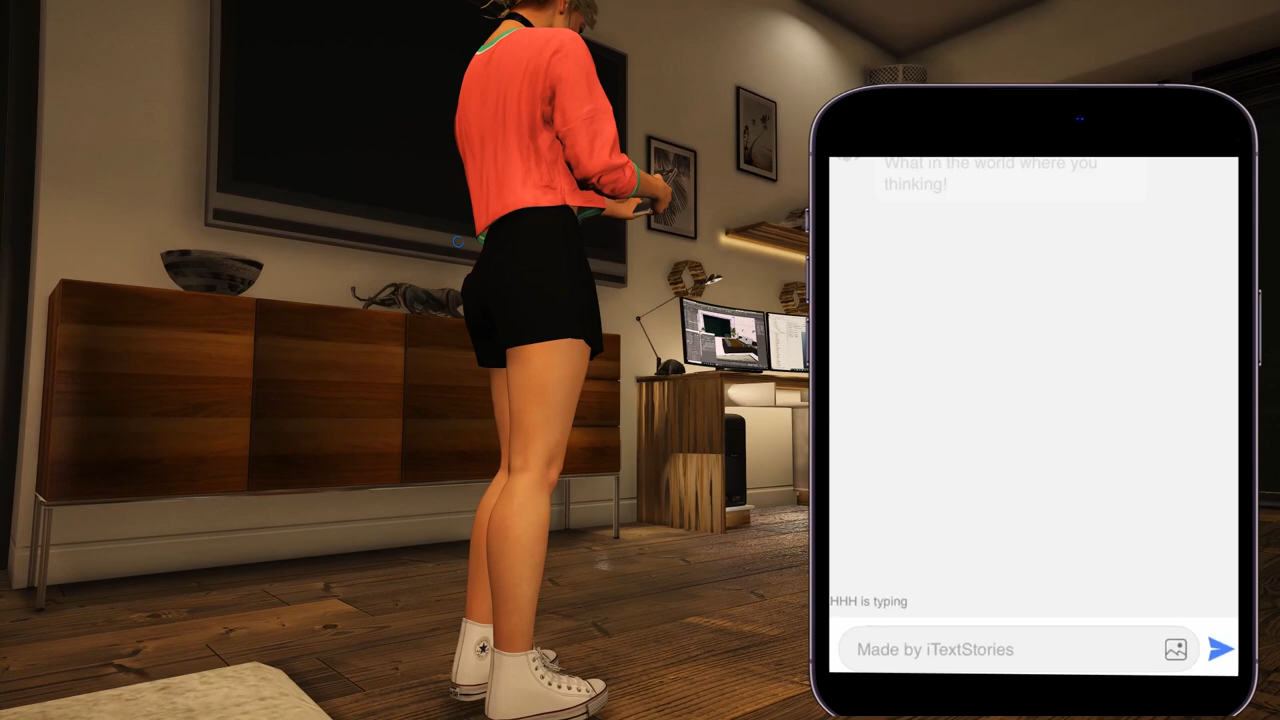 What in the world where you
thinking!
HHH is typing
Made by iTextStories